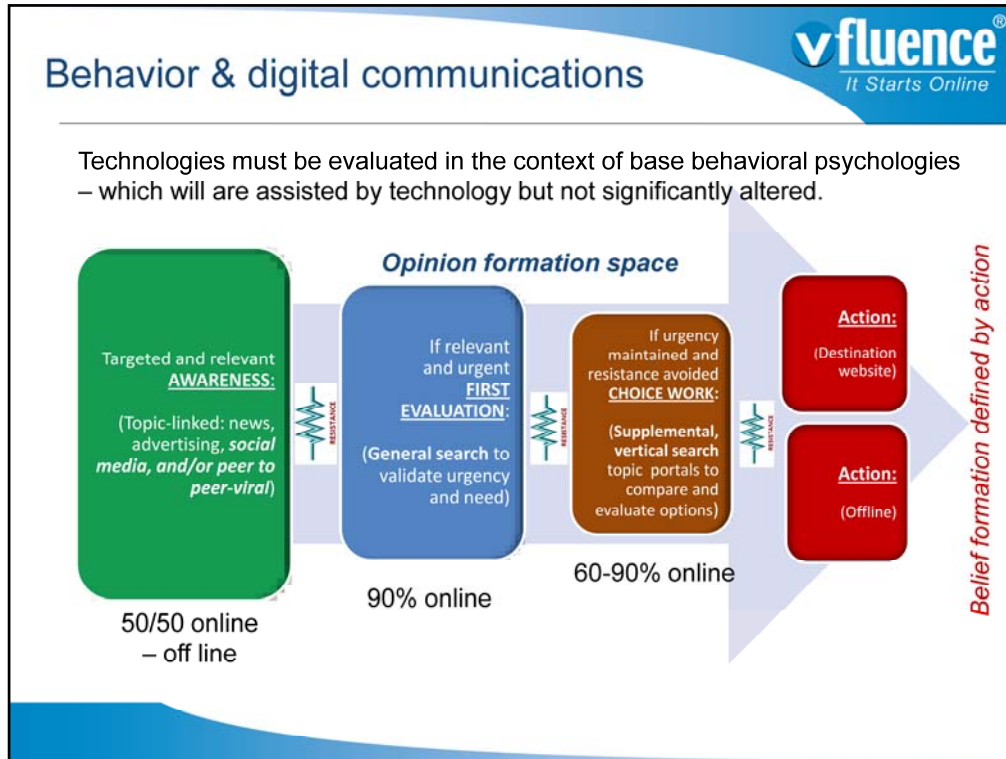 vfluence®
It Starts Online
Behavior & digital communications
Technologies must be evaluated in the context of base behavioral psychologies
– which will are assisted by technology but not significantly altered.
Opinion formation space
Targeted and relevant
AWARENESS:
(Topic-linked: news,
advertising, social
media, and/or peer to
peer-viral)
50/50 online
– off line
RESISTANCE
If relevant
and urgent
FIRST
EVALUATION:
(General search to
validate urgency
and need)
90% online
RESISTANCE
If urgency
maintained and
resistance avoided
CHOICE WORK:
(Supplemental,
vertical search
topic portals to
compare and
evaluate options)
60-90% online
RESISTANCE
Action:
(Destination
website)
Action:
(Offline)
Belief formation defined by action